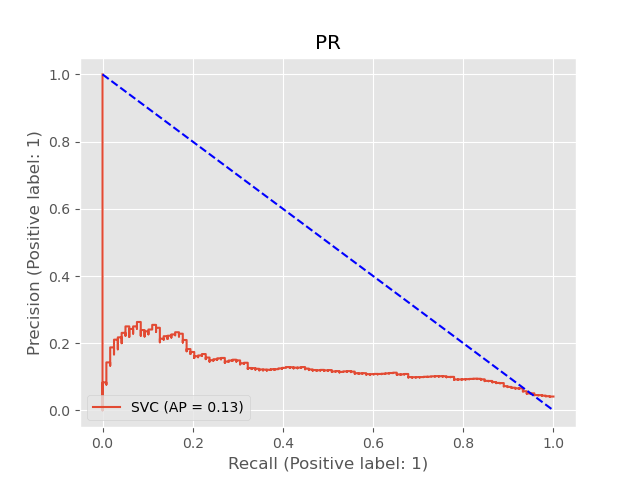 PR
Precision (Positive label: 1)
1.0
0.8
0.6
0.4
0.2
0.0
SVC (AP = 0.13)
0.0 0.2 0.4 0.6 0.8 1.0
Recall (Positive label: 1)